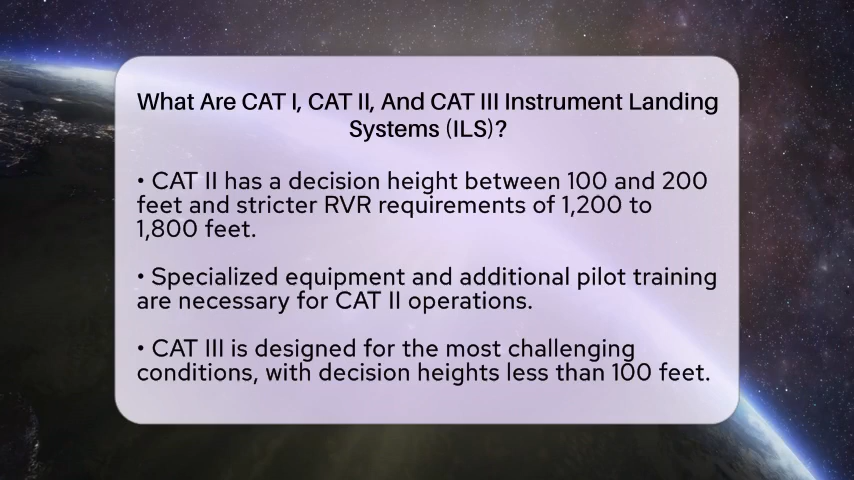 What Are CAT I, CAT II, And CAT III Instrument Landing
Systems (ILS)?
• CAT II has a decision height between 100 and 200
feet and stricter RVR requirements of 1,200 to
1,800 feet.
• Specialized equipment and additional pilot training
are necessary for CAT II operations.
• CAT III is designed for the most challenging
conditions, with decision heights less than 100 feet.